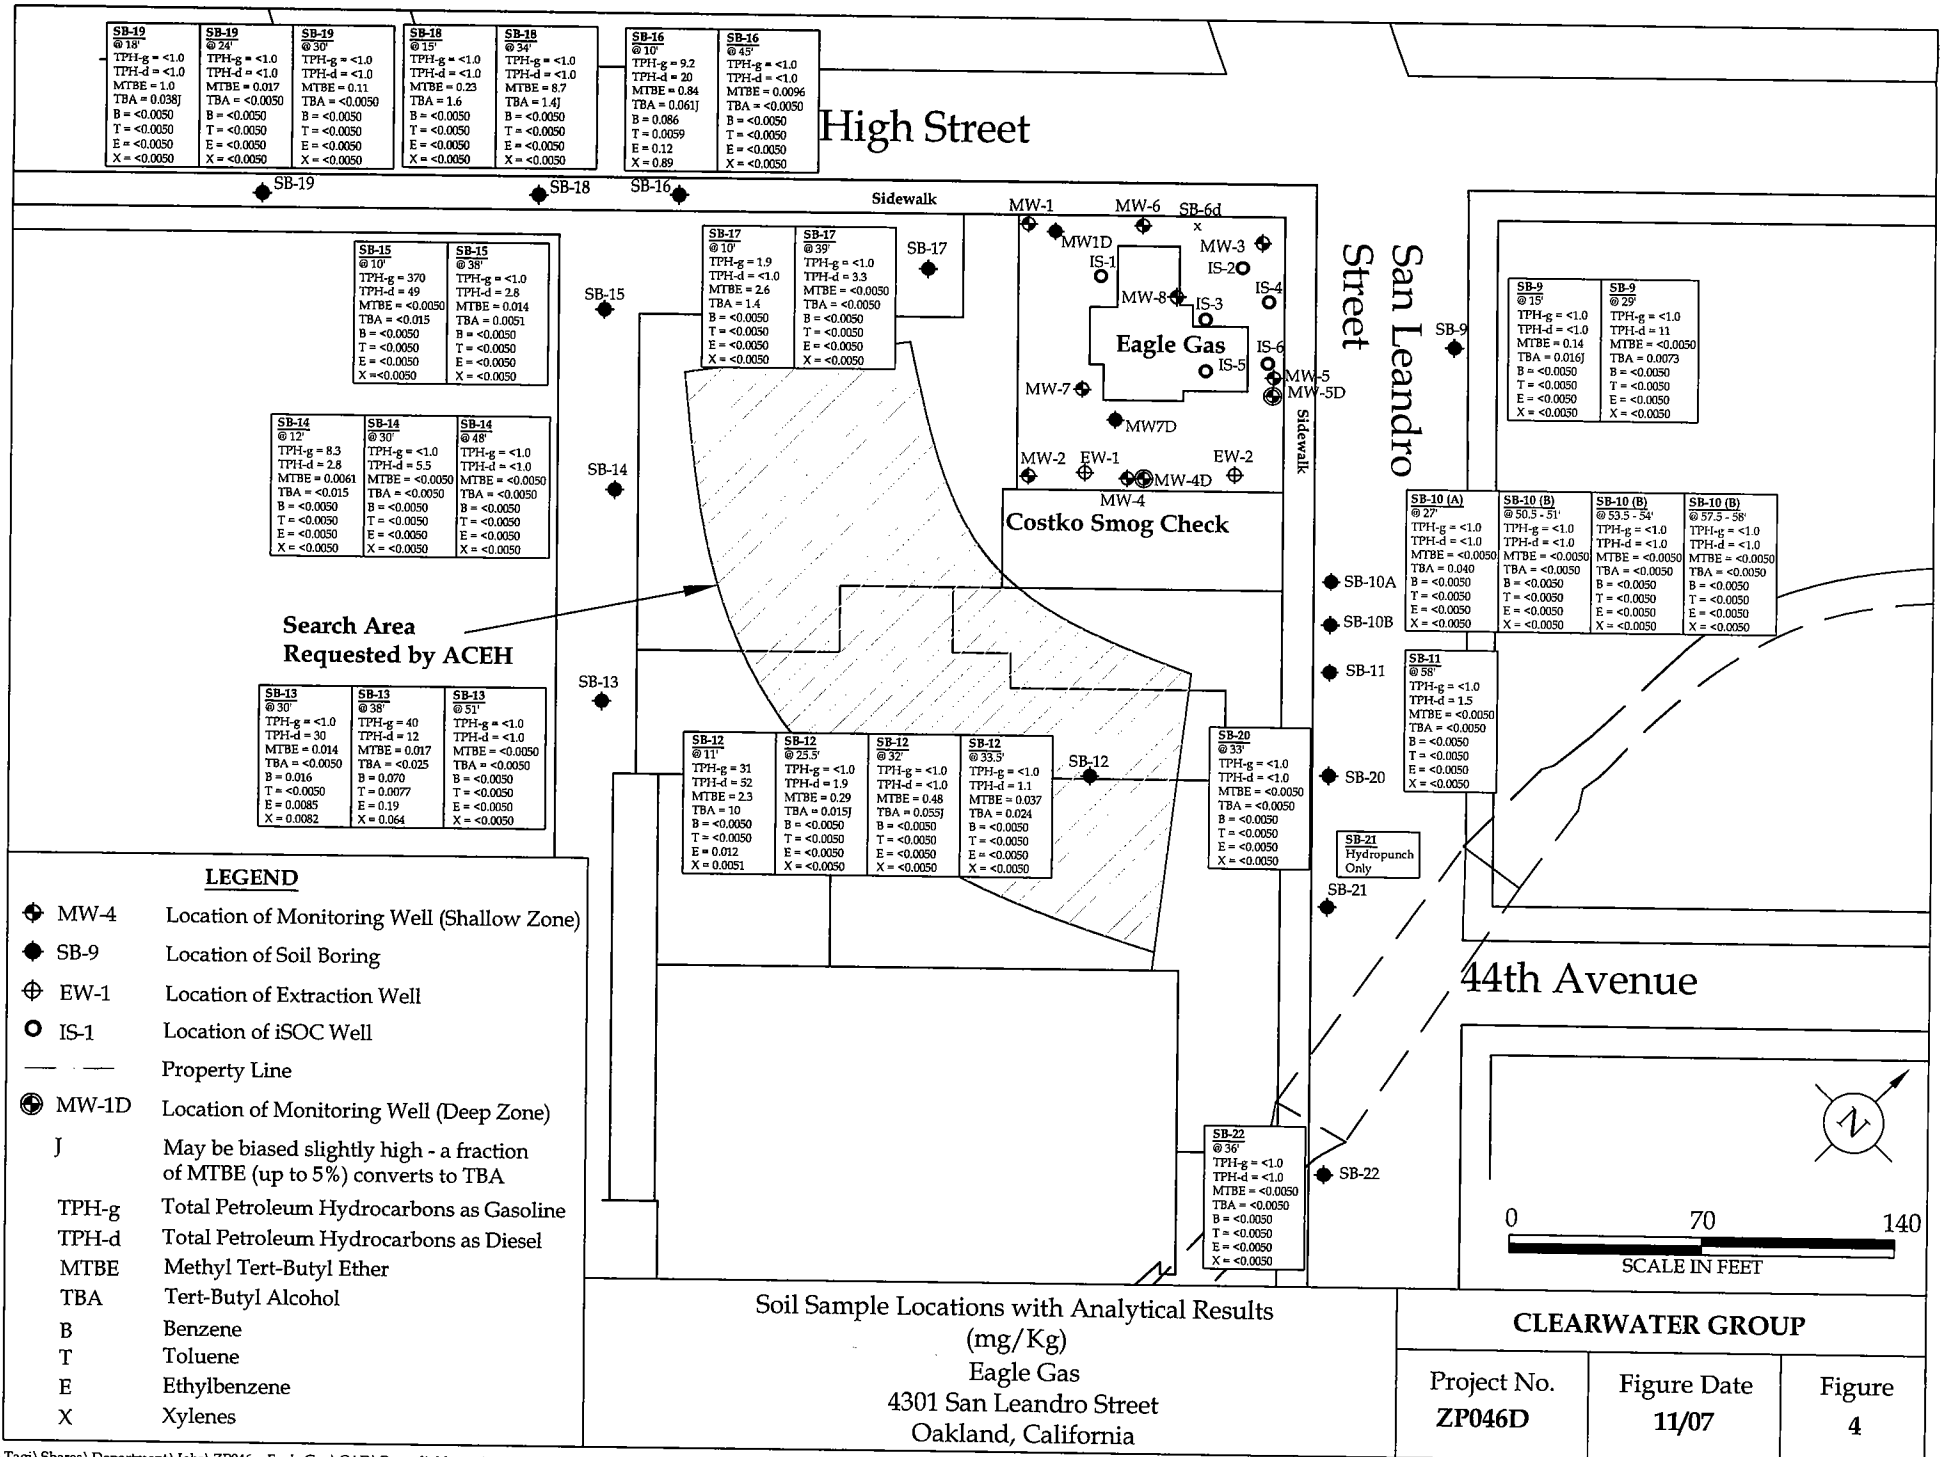 SB-19
@ 18'
TPH-g = <1.0
TPH-d = <1.0
MTBE = 1.0
TBA = 0.038J
B = <0.0050
T = <0.0050
E = <0.0050
X = <0.0050
SB-19
@ 24'
TPH-g = <1.0
TPH-d = <1.0
MTBE = 0.017
TBA = <0.0050
B = <0.0050
T = <0.0050
E = <0.0050
X = <0.0050
SB-19
@ 30'
TPH-g = <1.0
TPH-d = <1.0
MTBE = 0.11
TBA = <0.0050
B = <0.0050
T = <0.0050
E = <0.0050
X = <0.0050
SB-18
@ 15'
TPH-g = <1.0
TPH-d = <1.0
MTBE = 0.23
TBA = 1.6
B = <0.0050
T = <0.0050
E = <0.0050
X = <0.0050
SB-18
@ 34'
TPH-g = <1.0
TPH-d = <1.0
MTBE = 8.7
TBA = 1.4J
B = <0.0050
T = <0.0050
E = <0.0050
X = <0.0050
SB-16
@ 10'
TPH-g = 9.2
TPH-d = 20
MTBE = 0.84
TBA = 0.061J
B = 0.086
T = 0.0059
E = 0.12
X = 0.89
SB-16
@ 45'
TPH-g = <1.0
TPH-d = <1.0
MTBE = 0.0096
TBA = <0.0050
B = <0.0050
T = <0.0050
E = <0.0050
X = <0.0050
High Street
SB-19
SB-18
SB-16
Sidewalk
SB-15
@ 10'
TPH-g = 370
TPH-d = 49
MTBE = <0.0050
TBA = <0.015
B = <0.0050
T = <0.0050
E = <0.0050
X =<0.0050
SB-15
@ 38'
TPH-g = <1.0
TPH-d = 2.8
MTBE = 0.014
TBA = 0.0051
B = <0.0050
T = <0.0050
E = <0.0050
X = <0.0050
SB-15
SB-17
@ 10'
TPH-g = 1.9
TPH-d = <1.0
MTBE = 2.6
TBA = 1.4
B = <0.0050
T = <0.0050
E = <0.0050
X = <0.0050
SB-17
@ 39'
TPH-g = <1.0
TPH-d = 3.3
MTBE = <0.0050
TBA = <0.0050
B = <0.0050
T = <0.0050
E = <0.0050
X = <0.0050
SB-17
MW-1
MW-6
SB-6d
x
MW1D
MW-3
IS-1
IS-2
MW-8
IS-3
IS-4
Eagle Gas
IS-6
IS-5
MW-5
MW-7
MW-5D
MW7D
MW-2
EW-1
EW-2
MW-4D
MW-4
Costko Smog Check
Sidewalk
San Leandro
Street
SB-9
SB-9
@ 15'
TPH-g = <1.0
TPH-d = <1.0
MTBE = 0.14
TBA = 0.016J
B = <0.0050
T = <0.0050
E = <0.0050
X = <0.0050
SB-9
@ 29'
TPH-g = <1.0
TPH-d = 11
MTBE = <0.0050
TBA = 0.0073
B = <0.0050
T = <0.0050
E = <0.0050
X = <0.0050
SB-14
@ 12'
TPH-g = 8.3
TPH-d = 2.8
MTBE = 0.0061
TBA = <0.015
B = <0.0050
T = <0.0050
E = <0.0050
X = <0.0050
SB-14
@ 30'
TPH-g = <1.0
TPH-d = 5.5
MTBE = <0.0050
TBA = <0.0050
B = <0.0050
T = <0.0050
E = <0.0050
X = <0.0050
SB-14
@ 48'
TPH-g = <1.0
TPH-d = <1.0
MTBE = <0.0050
TBA = <0.0050
B = <0.0050
T = <0.0050
E = <0.0050
X = <0.0050
SB-14
SB-10 (A)
@ 27'
TPH-g = <1.0
TPH-d = <1.0
MTBE = <0.0050
TBA = 0.040
B = <0.0050
T = <0.0050
E = <0.0050
X = <0.0050
SB-10 (B)
@ 50.5 - 51'
TPH-g = <1.0
TPH-d = <1.0
MTBE = <0.0050
TBA = <0.0050
B = <0.0050
T = <0.0050
E = <0.0050
X = <0.0050
SB-10 (B)
@ 53.5 - 54'
TPH-g = <1.0
TPH-d = <1.0
MTBE = <0.0050
TBA = <0.0050
B = <0.0050
T = <0.0050
E = <0.0050
X = <0.0050
SB-10 (B)
@ 57.5 - 58'
TPH-g = <1.0
TPH-d = <1.0
MTBE = <0.0050
TBA = <0.0050
B = <0.0050
T = <0.0050
E = <0.0050
X = <0.0050
SB-10A
SB-10B
SB-11
Search Area
Requested by ACEH
SB-11
@ 58'
TPH-g = <1.0
TPH-d = 1.5
MTBE = <0.0050
TBA = <0.0050
B = <0.0050
T = <0.0050
E = <0.0050
X = <0.0050
SB-13
@ 30'
TPH-g = <1.0
TPH-d = 30
MTBE = 0.014
TBA = <0.0050
B = 0.016
T = <0.0050
E = 0.0085
X = 0.0082
SB-13
@ 38'
TPH-g = 40
TPH-d = 12
MTBE = 0.017
TBA = <0.025
B = 0.070
T = 0.0077
E = 0.19
X = 0.064
SB-13
@ 51'
TPH-g = <1.0
TPH-d = <1.0
MTBE = <0.0050
TBA = <0.0050
B = <0.0050
T = <0.0050
E = <0.0050
X = <0.0050
SB-13
SB-12
@ 11'
TPH-g = 31
TPH-d = 52
MTBE = 2.3
TBA = 10
B = <0.0050
T = <0.0050
E = 0.012
X = 0.0051
SB-12
@ 25.5'
TPH-g = <1.0
TPH-d = 1.9
MTBE = 0.29
TBA = 0.015J
B = <0.0050
T = <0.0050
E = <0.0050
X = <0.0050
SB-12
@ 32'
TPH-g = <1.0
TPH-d = <1.0
MTBE = 0.48
TBA = 0.055J
B = <0.0050
T = <0.0050
E = <0.0050
X = <0.0050
SB-12
@ 33.5'
TPH-g = <1.0
TPH-d = 1.1
MTBE = 0.037
TBA = 0.024
B = <0.0050
T = <0.0050
E = <0.0050
X = <0.0050
SB-12
SB-20
@ 33'
TPH-g = <1.0
TPH-d = <1.0
MTBE = <0.0050
TBA = <0.0050
B = <0.0050
T = <0.0050
E = <0.0050
X = <0.0050
SB-20
SB-21
Hydropunch
Only
SB-21
44th Avenue
SB-22
@ 36'
TPH-g = <1.0
TPH-d = <1.0
MTBE = <0.0050
TBA = <0.0050
B = <0.0050
T = <0.0050
E = <0.0050
X = <0.0050
SB-22
N
0 70 140
SCALE IN FEET
LEGEND
MW-4 Location of Monitoring Well (Shallow Zone)
SB-9 Location of Soil Boring
EW-1 Location of Extraction Well
IS-1 Location of iSOC Well
Property Line
MW-1D Location of Monitoring Well (Deep Zone)
J May be biased slightly high - a fraction
of MTBE (up to 5%) converts to TBA
TPH-g Total Petroleum Hydrocarbons as Gasoline
TPH-d Total Petroleum Hydrocarbons as Diesel
MTBE Methyl Tert-Butyl Ether
TBA Tert-Butyl Alcohol
B Benzene
T Toluene
E Ethylbenzene
X Xylenes
Soil Sample Locations with Analytical Results
(mg/Kg)
Eagle Gas
4301 San Leandro Street
Oakland, California
CLEARWATER GROUP
Project No.
ZP046D
Figure Date
11/07
Figure
4